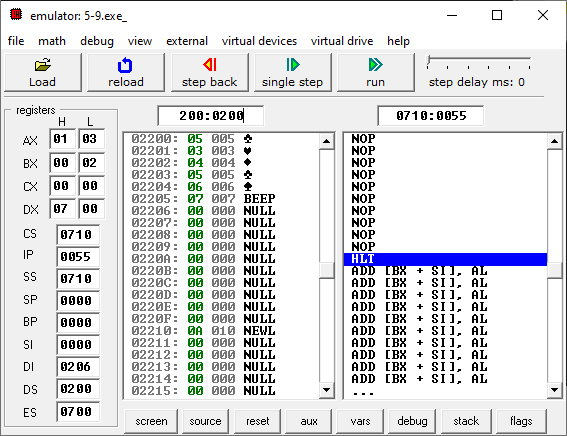 emulator: 5-9.exe_
file math debug view external virtual devices virtual drive help
Load reload step back single step run step delay ms: 0
registers
200:0200 0710:0055
H L
AX 01 03
BX 00 02
CX 00 00
DX 07 00
CS 0710
IP 0055
SS 0710
SP 0000
BP 0000
SI 0000
DI 0206
DS 0200
ES 0700
02200: 05 005 ♣
02201: 03 003 ♥
02202: 04 004 ♦
02203: 05 005 ♣
02204: 06 006 ♠
02205: 07 007 BEEP
02206: 00 000 NULL
02207: 00 000 NULL
02208: 00 000 NULL
02209: 00 000 NULL
0220A: 00 000 NULL
0220B: 00 000 NULL
0220C: 00 000 NULL
0220D: 00 000 NULL
0220E: 00 000 NULL
0220F: 00 000 NULL
02210: 0A 010 NEWL
02211: 00 000 NULL
02212: 00 000 NULL
02213: 00 000 NULL
02214: 00 000 NULL
02215: 00 000 NULL
NOP
NOP
NOP
NOP
NOP
NOP
NOP
NOP
NOP
NOP
HLT
ADD [BX + SI], AL
ADD [BX + SI], AL
ADD [BX + SI], AL
ADD [BX + SI], AL
ADD [BX + SI], AL
ADD [BX + SI], AL
ADD [BX + SI], AL
ADD [BX + SI], AL
ADD [BX + SI], AL
ADD [BX + SI], AL
...
screen source reset aux vars debug stack flags